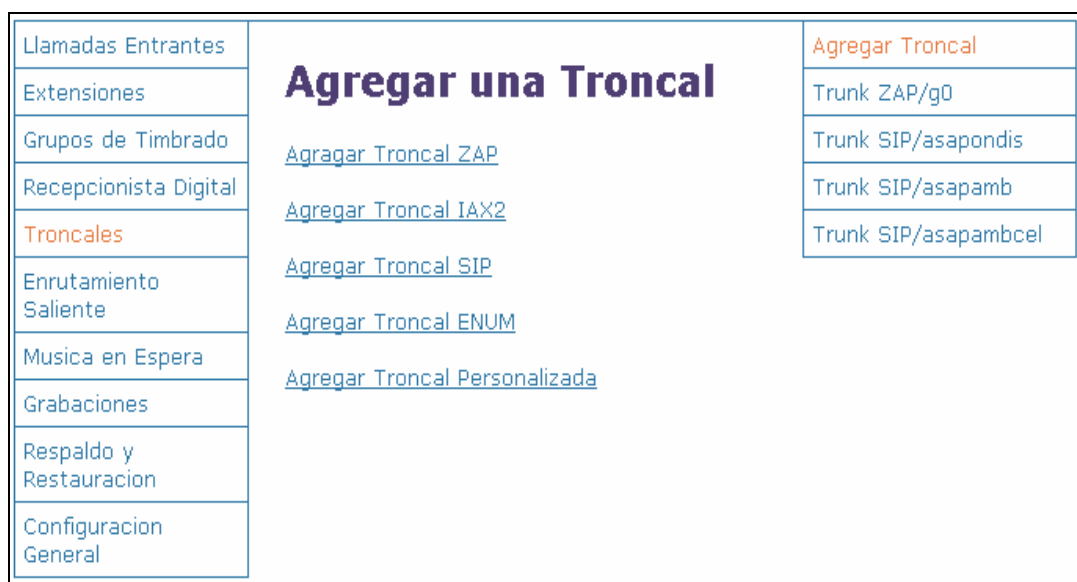 Llamadas Entrantes
Extensiones
Grupos de Timbrado
Recepcionista Digital
Troncales
Enrutamiento
Saliente
Musica en Espera
Grabaciones
Respaldo y
Restauracion
Configuracion
General
Agregar una Troncal
Agragar Troncal ZAP
Agregar Troncal IAX2
Agregar Troncal SIP
Agregar Troncal ENUM
Agregar Troncal Personalizada
Agregar Troncal
Trunk ZAP/g0
Trunk SIP/asapondis
Trunk SIP/asapamb
Trunk SIP/asapambcel